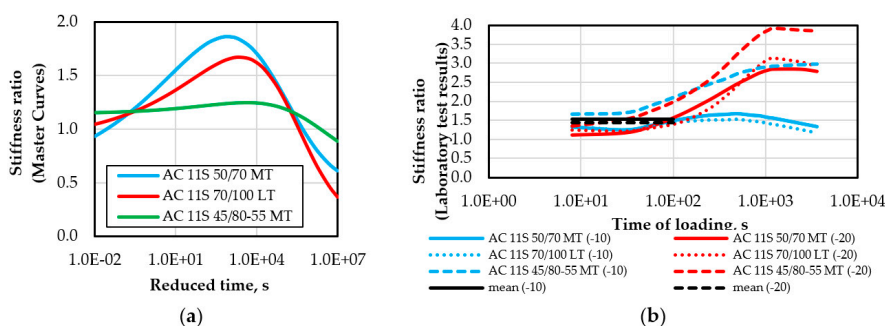 (a)
Stiffness ratio
(Master Curves)
2.0
1.5
1.0
0.5
0.0
AC 11S 50/70 MT
AC 11S 70/100 LT
AC 11S 45/80-55 MT
1.0E-02 1.0E+01 1.0E+04 1.0E+07
Reduced time, s
(a)
(b)
Stiffness ratio
(Laboratory test results)
4.0
3.5
3.0
2.5
2.0
1.5
1.0
0.5
0.0
1.0E+00 1.0E+01 1.0E+02 1.0E+03 1.0E+04
Time of loading, s
AC 11S 50/70 MT (-10) AC 11S 50/70 MT (-20)
AC 11S 70/100 LT (-10) AC 11S 70/100 LT (-20)
AC 11S 45/80-55 MT (-10) AC 11S 45/80-55 MT (-20)
mean (-10) mean (-20)
(b)